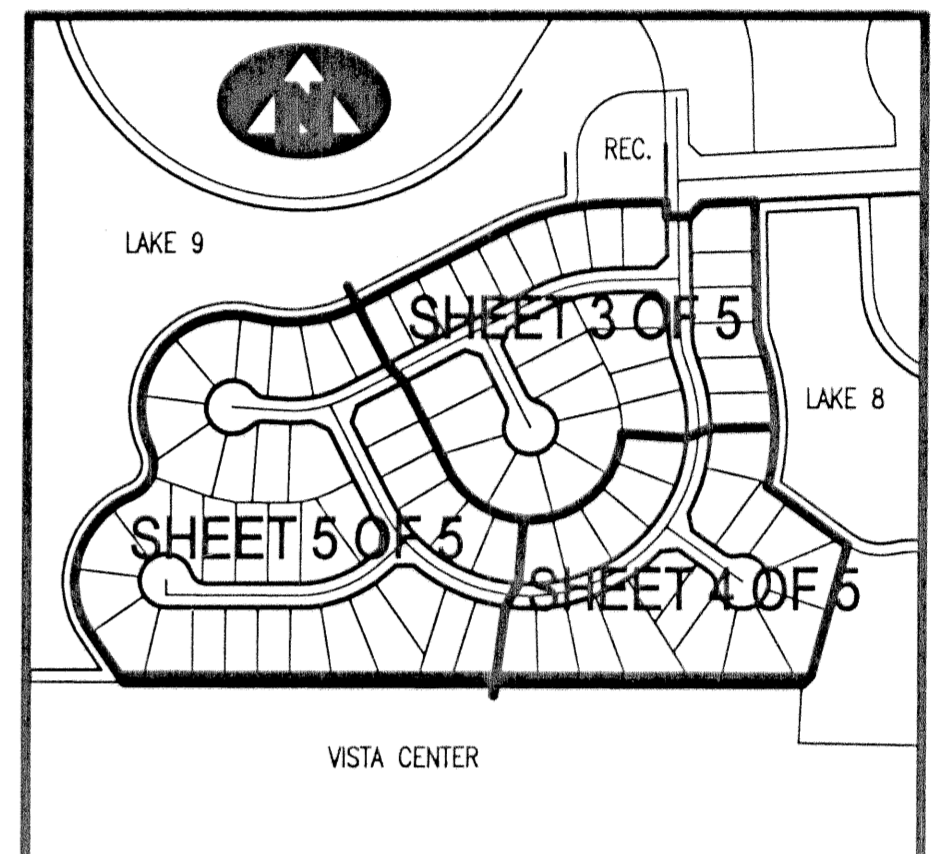 N
REC.
LAKE 9
SHEET 3 OF 5
LAKE 8
SHEET 5 OF 5
SHEET 4 OF 5
VISTA CENTER